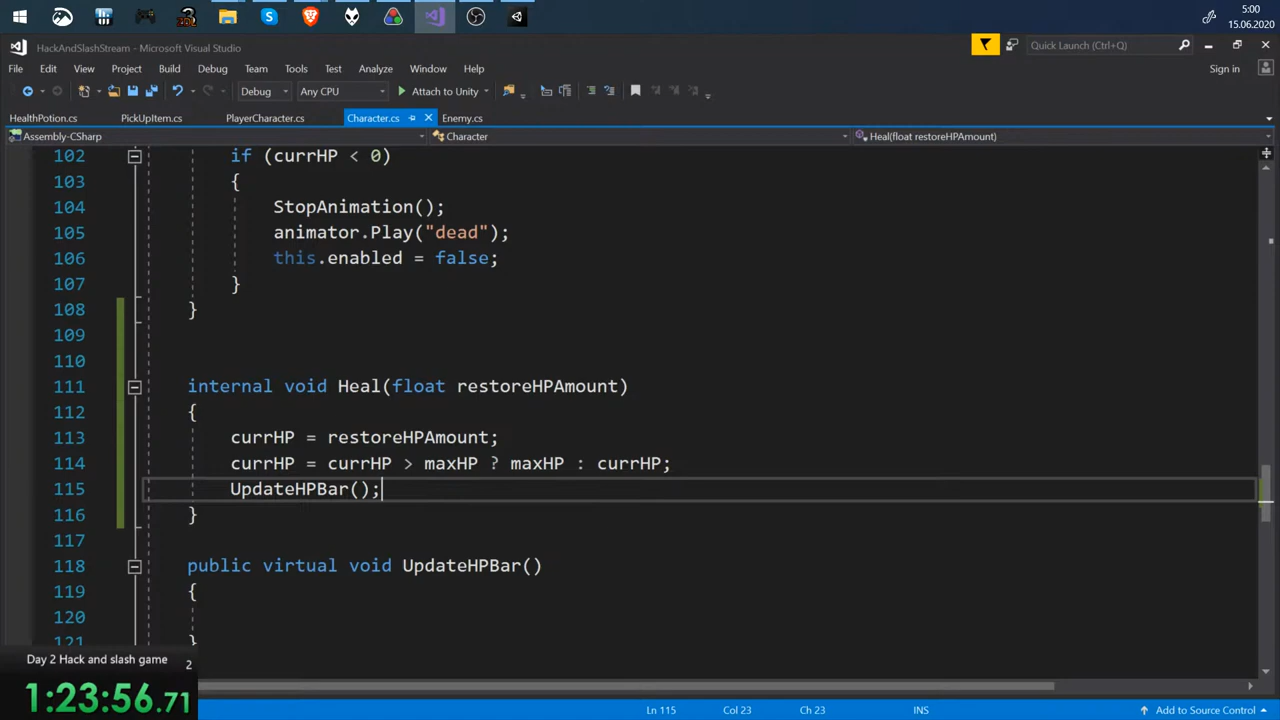 5:00
15.06.2020
HackAndSlashStream - Microsoft Visual Studio
Quick Launch (Ctrl+Q)
File Edit View Project Build Debug Team Tools Test Analyze Window Help
Sign in
Debug Any CPU Attach to Unity
HealthPotion.cs PickUpItem.cs PlayerCharacter.cs Character.cs Enemy.cs
Assembly-CSharp Character Heal(float restoreHPAmount)
102 if (currHP < 0)
103 {
104 StopAnimation();
105 animator.Play("dead");
106 this.enabled = false;
107 }
108 }
109
110
111 internal void Heal(float restoreHPAmount)
112 {
113 currHP = restoreHPAmount;
114 currHP = currHP > maxHP ? maxHP : currHP;
115 UpdateHPBar();
116 }
117
118 public virtual void UpdateHPBar()
119 {
120
121 }
Day 2 Hack and slash game 2
1:23:56.71
Ln 115 Col 23 Ch 23 INS Add to Source Control